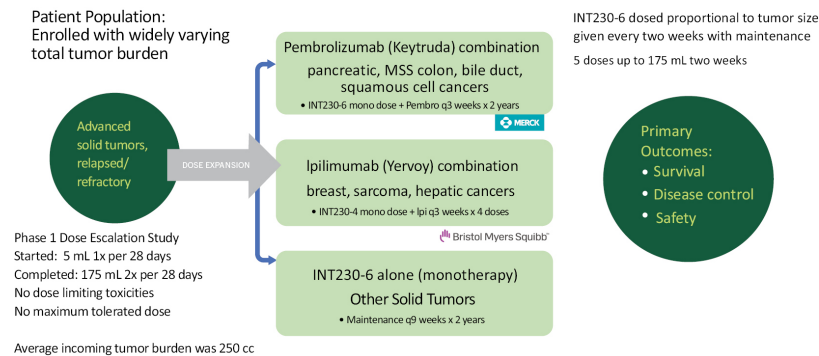 Patient Population:
Enrolled with widely varying
total tumor burden
Advanced
solid tumors,
relapsed/
refractory
Phase 1 Dose Escalation Study
Started: 5 mL 1x per 28 days
Completed: 175 mL 2x per 28 days
No dose limiting toxicities
No maximum tolerated dose
Average incoming tumor burden was 250 cc
DOSE EXPANSION
Pembrolizumab (Keytruda) combination
pancreatic, MSS colon, bile duct,
squamous cell cancers
• INT230-6 mono dose + Pembro q3 weeks x 2 years
MERCK
Ipilimumab (Yervoy) combination
breast, sarcoma, hepatic cancers
• INT230-4 mono dose + Ipi q3 weeks x 4 doses
Bristol Myers Squibb™
INT230-6 alone (monotherapy)
Other Solid Tumors
• Maintenance q9 weeks x 2 years
INT230-6 dosed proportional to tumor size
given every two weeks with maintenance
5 doses up to 175 mL two weeks
Primary
Outcomes:
• Survival
• Disease control
• Safety